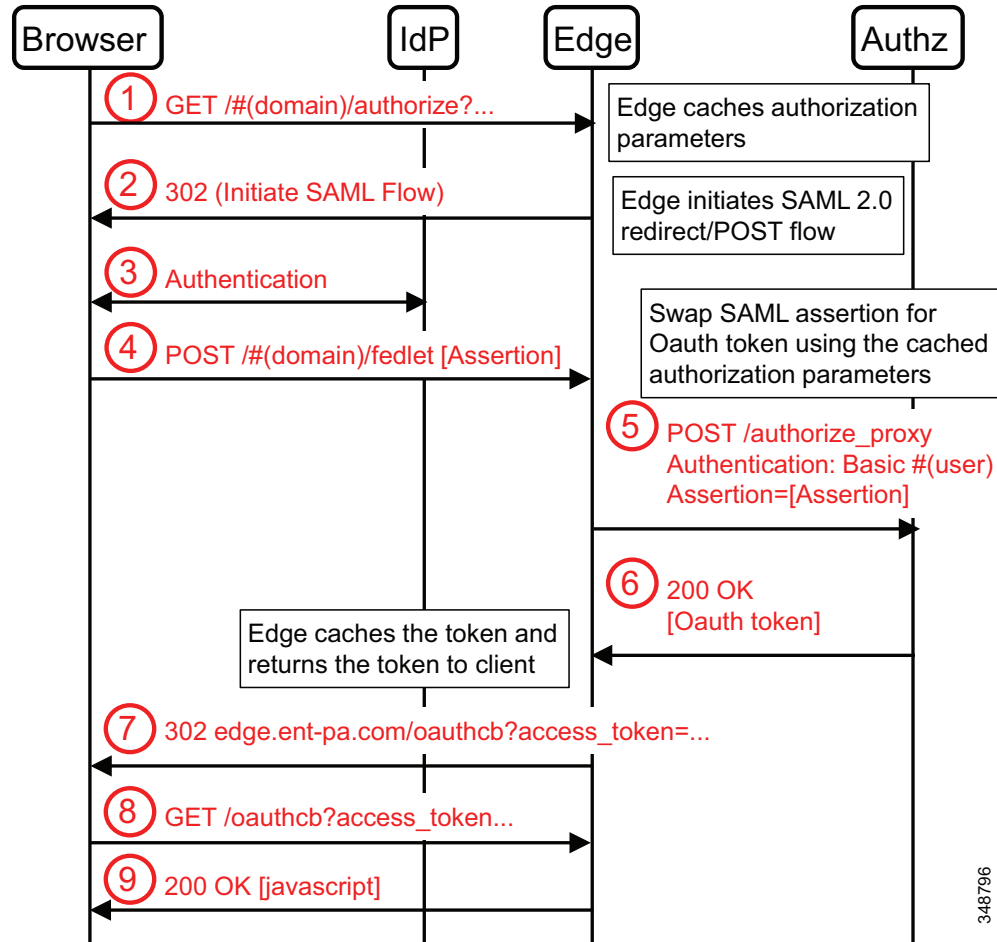 Browser
IdP
Edge
Authz
1 GET /#(domain)/authorize?...
Edge caches authorization
parameters
2 302 (Initiate SAML Flow)
Edge initiates SAML 2.0
redirect/POST flow
3 Authentication
Swap SAML assertion for
Oauth token using the cached
authorization parameters
4 POST /#(domain)/fedlet [Assertion]
5 POST /authorize_proxy
Authentication: Basic #(user)
Assertion=[Assertion]
6 200 OK
[Oauth token]
Edge caches the token and
returns the token to client
7 302 edge.ent-pa.com/oauthcb?access_token=...
8 GET /oauthcb?access_token...
9 200 OK [javascript]
348796